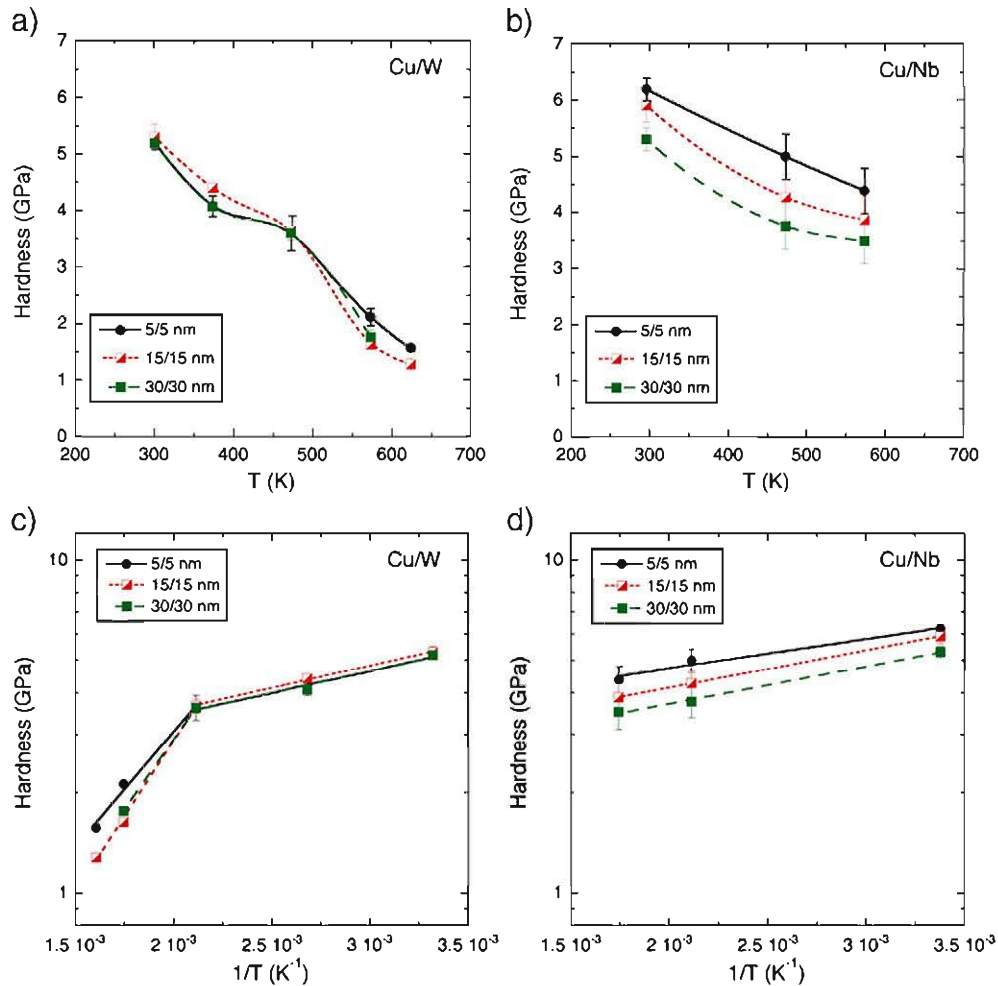 a)
Cu/W
Hardness (GPa)
7
6
5
4
3
2
1
0
5/5 nm
15/15 nm
30/30 nm
200 300 400 500 600 700
T (K)
b)
Cu/Nb
Hardness (GPa)
7
6
5
4
3
2
1
0
5/5 nm
15/15 nm
30/30 nm
200 300 400 500 600 700
T (K)
c)
Cu/W
Hardness (GPa)
10
1
5/5 nm
15/15 nm
30/30 nm
1.5 10⁻³ 2 10⁻³ 2.5 10⁻³ 3 10⁻³ 3.5 10⁻³
1/T (K⁻¹)
d)
Cu/Nb
Hardness (GPa)
10
1
5/5 nm
15/15 nm
30/30 nm
1.5 10⁻³ 2 10⁻³ 2.5 10⁻³ 3 10⁻³ 3.5 10⁻³
1/T (K⁻¹)